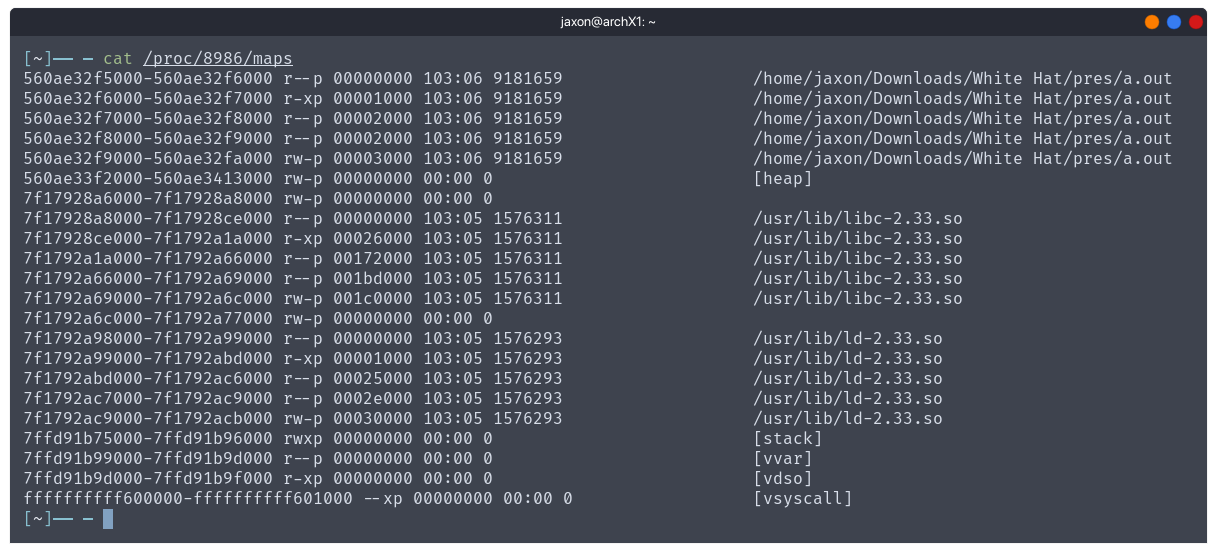 jaxon@archX1: ~
[~]── ─ cat /proc/8986/maps
560ae32f5000-560ae32f6000 r--p 00000000 103:06 9181659 /home/jaxon/Downloads/White Hat/pres/a.out
560ae32f6000-560ae32f7000 r-xp 00001000 103:06 9181659 /home/jaxon/Downloads/White Hat/pres/a.out
560ae32f7000-560ae32f8000 r--p 00002000 103:06 9181659 /home/jaxon/Downloads/White Hat/pres/a.out
560ae32f8000-560ae32f9000 r--p 00002000 103:06 9181659 /home/jaxon/Downloads/White Hat/pres/a.out
560ae32f9000-560ae32fa000 rw-p 00003000 103:06 9181659 /home/jaxon/Downloads/White Hat/pres/a.out
560ae33f2000-560ae3413000 rw-p 00000000 00:00 0 [heap]
7f17928a6000-7f17928a8000 rw-p 00000000 00:00 0
7f17928a8000-7f17928ce000 r--p 00000000 103:05 1576311 /usr/lib/libc-2.33.so
7f17928ce000-7f1792a1a000 r-xp 00026000 103:05 1576311 /usr/lib/libc-2.33.so
7f1792a1a000-7f1792a66000 r--p 00172000 103:05 1576311 /usr/lib/libc-2.33.so
7f1792a66000-7f1792a69000 r--p 001bd000 103:05 1576311 /usr/lib/libc-2.33.so
7f1792a69000-7f1792a6c000 rw-p 001c0000 103:05 1576311 /usr/lib/libc-2.33.so
7f1792a6c000-7f1792a77000 rw-p 00000000 00:00 0
7f1792a98000-7f1792a99000 r--p 00000000 103:05 1576293 /usr/lib/ld-2.33.so
7f1792a99000-7f1792abd000 r-xp 00001000 103:05 1576293 /usr/lib/ld-2.33.so
7f1792abd000-7f1792ac6000 r--p 00025000 103:05 1576293 /usr/lib/ld-2.33.so
7f1792ac7000-7f1792ac9000 r--p 0002e000 103:05 1576293 /usr/lib/ld-2.33.so
7f1792ac9000-7f1792acb000 rw-p 00030000 103:05 1576293 /usr/lib/ld-2.33.so
7ffd91b75000-7ffd91b96000 rwxp 00000000 00:00 0 [stack]
7ffd91b99000-7ffd91b9d000 r--p 00000000 00:00 0 [vvar]
7ffd91b9d000-7ffd91b9f000 r-xp 00000000 00:00 0 [vdso]
ffffffffff600000-ffffffffff601000 --xp 00000000 00:00 0 [vsyscall]
[~]── ─